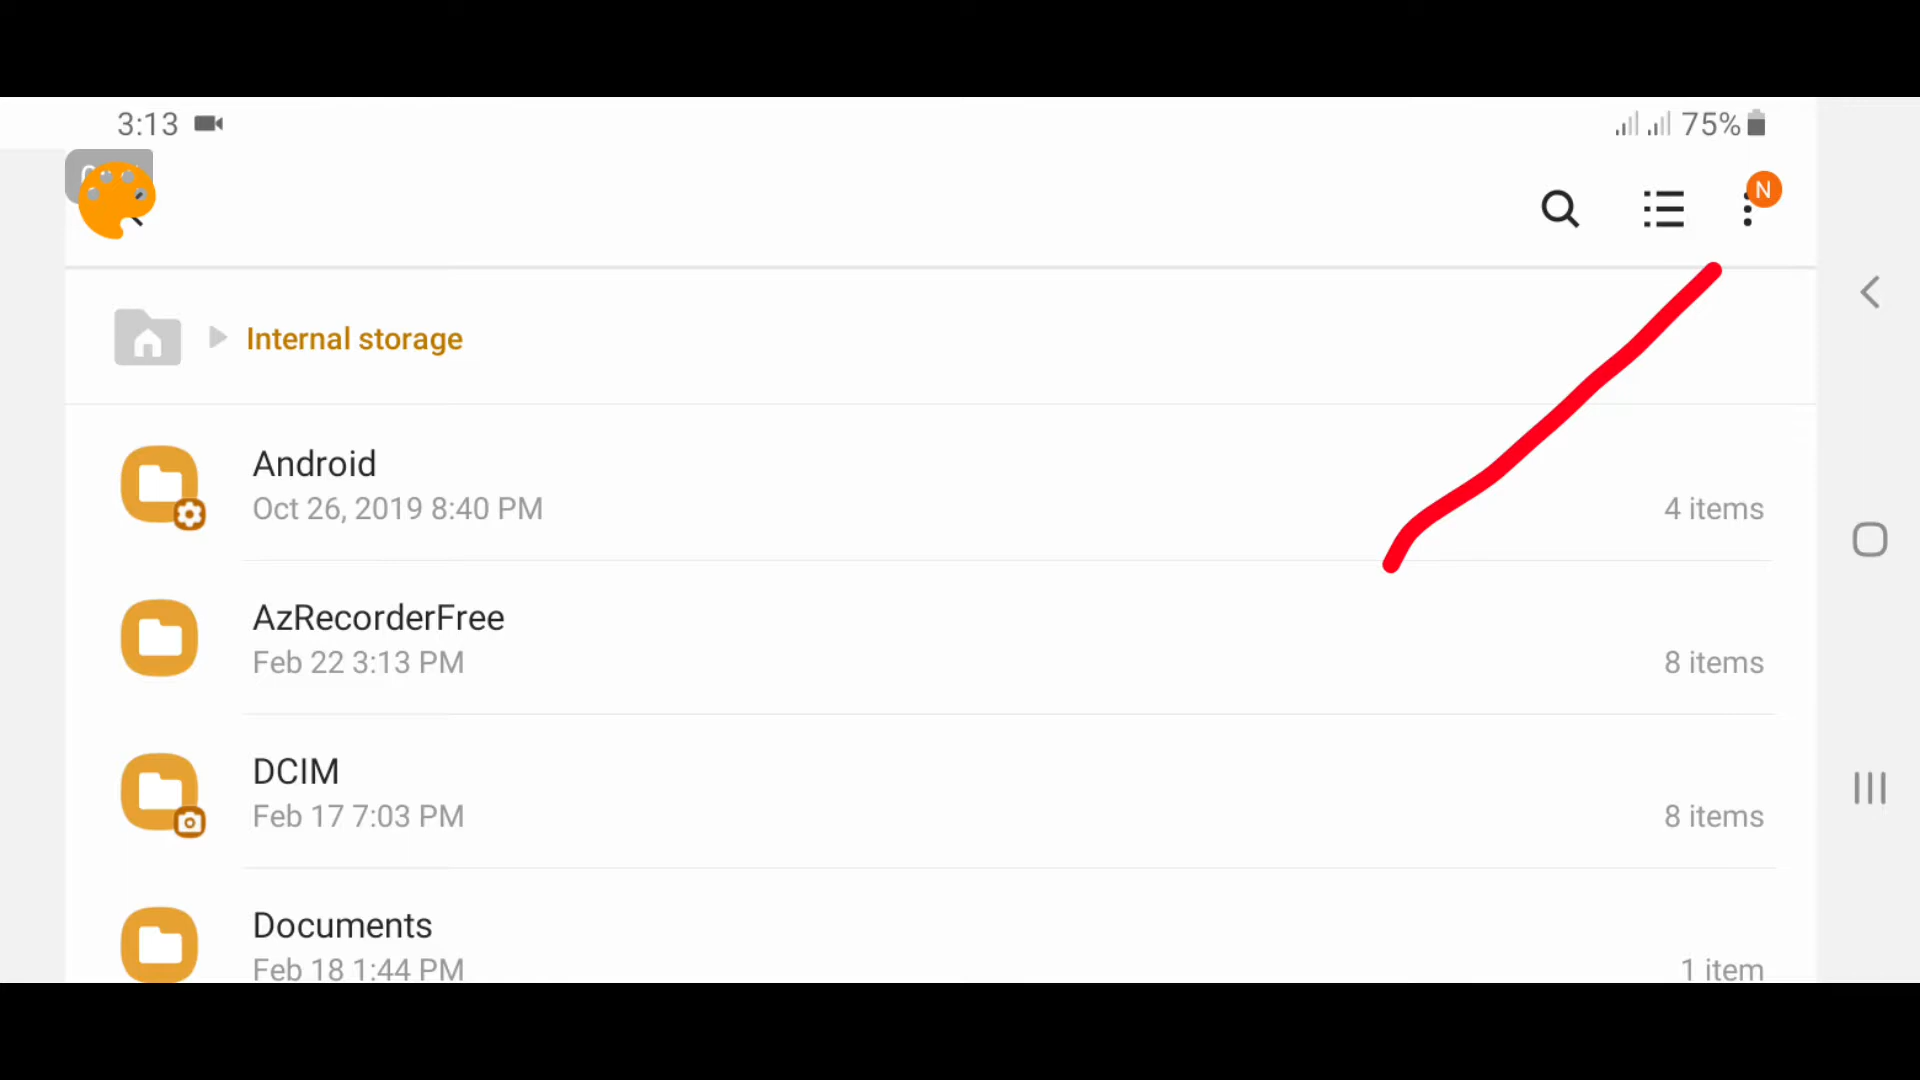 3:13
75%
N
Internal storage
Android
Oct 26, 2019 8:40 PM
4 items
AzRecorderFree
Feb 22 3:13 PM
8 items
DCIM
Feb 17 7:03 PM
8 items
Documents
Feb 18 1:44 PM
1 item